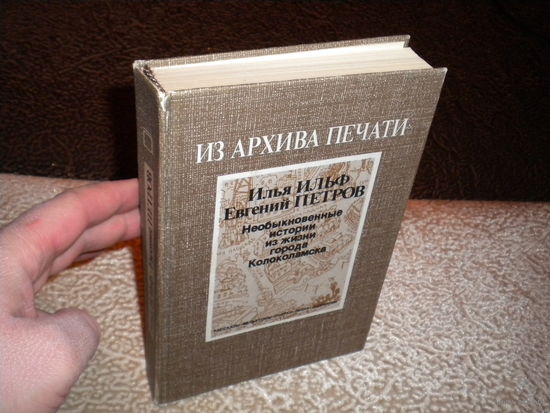 ИЗ АРХИВА ПЕЧАТИ
Илья ИЛЬФ
Евгений ПЕТРОВ
Необыкновенные
истории
из жизни
города
Колоколамска